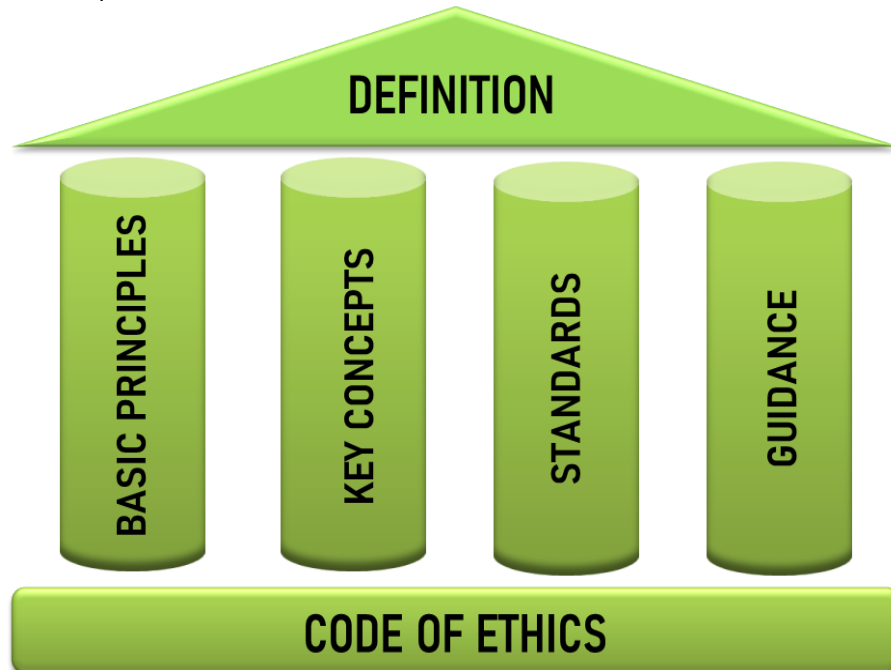 DEFINITION
BASIC PRINCIPLES
KEY CONCEPTS
STANDARDS
GUIDANCE
CODE OF ETHICS